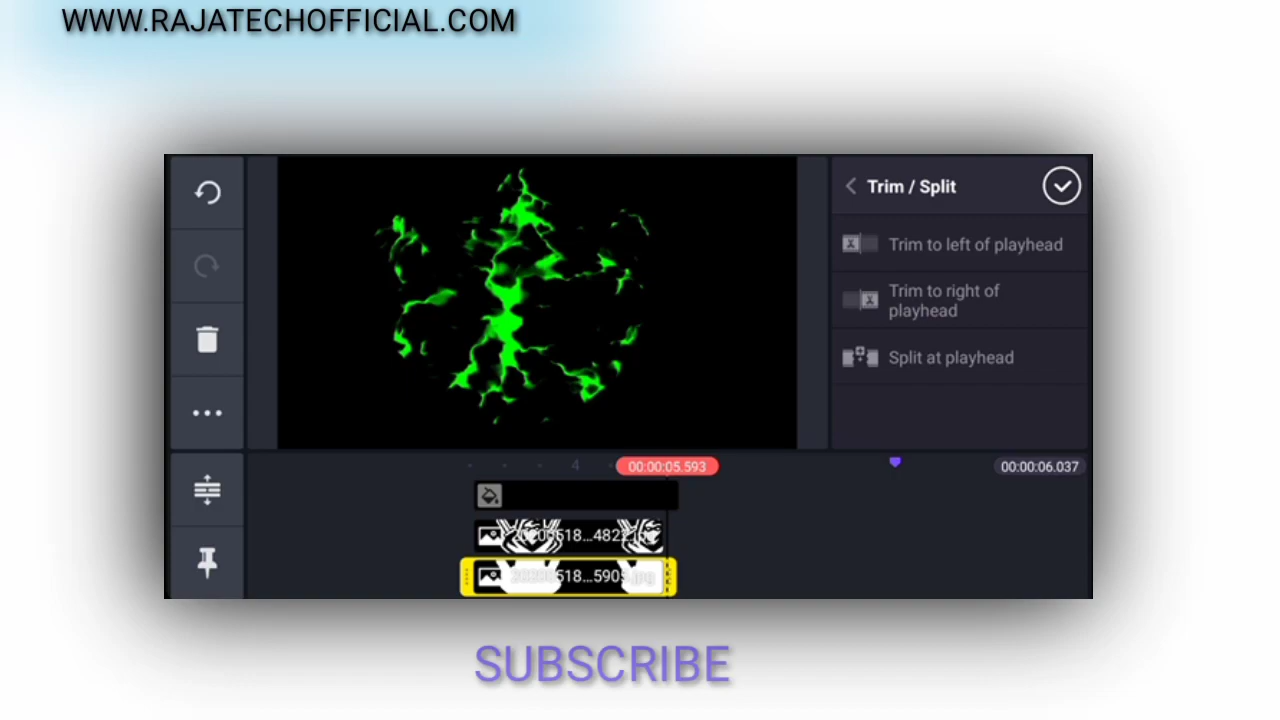 WWW.RAJATECHOFFICIAL.COM
Trim / Split
Trim to left of playhead
Trim to right of
playhead
Split at playhead
4
00:00:05.593
00:00:06.037
SUBSCRIBE